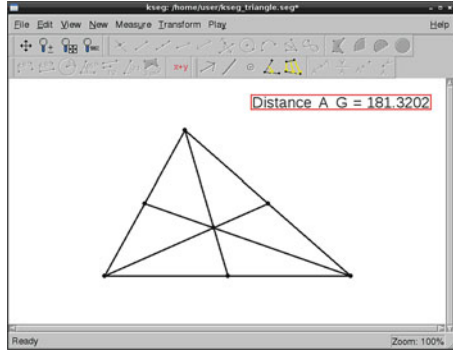 kseg: /home/user/kseg_triangle.seg*
File Edit View New Measure Transform Play Help
x+y
Distance A G = 181.3202
Ready Zoom: 100%